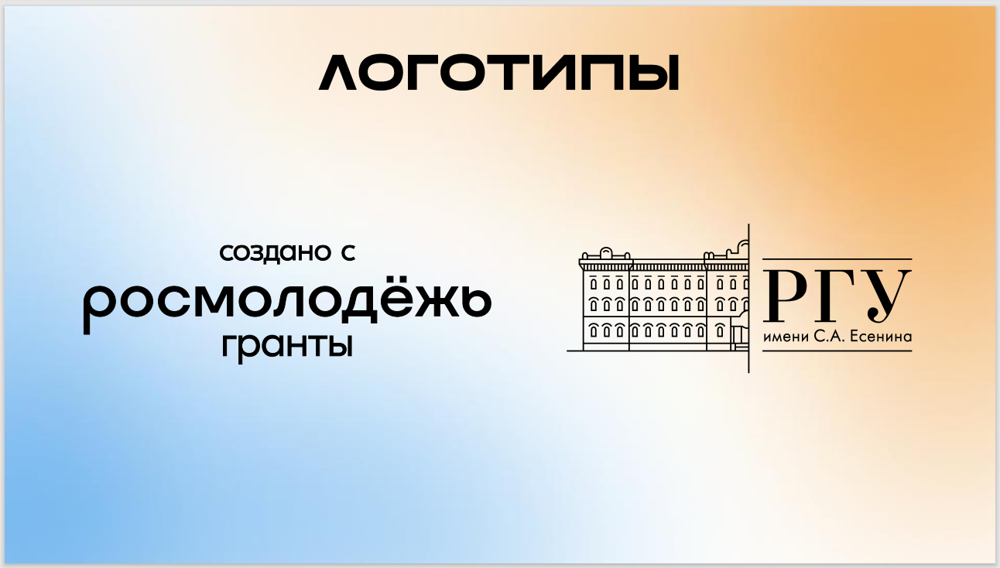 ЛОГОТИПЫ
создано с
росмолодёжь
гранты
РГУ
имени С.А. Есенина